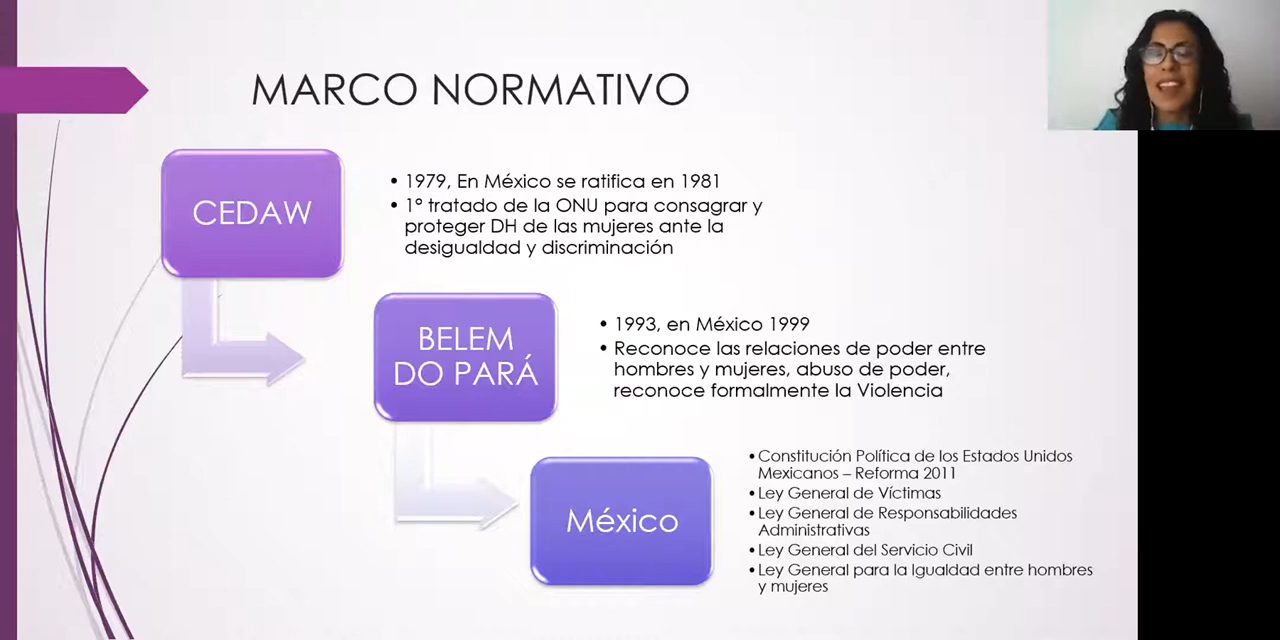 MARCO NORMATIVO
CEDAW
• 1979, En México se ratifica en 1981
• 1º tratado de la ONU para consagrar y
proteger DH de las mujeres ante la
desigualdad y discriminación
BELEM
DO PARÁ
• 1993, en México 1999
• Reconoce las relaciones de poder entre
hombres y mujeres, abuso de poder,
reconoce formalmente la Violencia
México
• Constitución Política de los Estados Unidos
Mexicanos – Reforma 2011
• Ley General de Víctimas
• Ley General de Responsabilidades
Administrativas
• Ley General del Servicio Civil
• Ley General para la Igualdad entre hombres
y mujeres